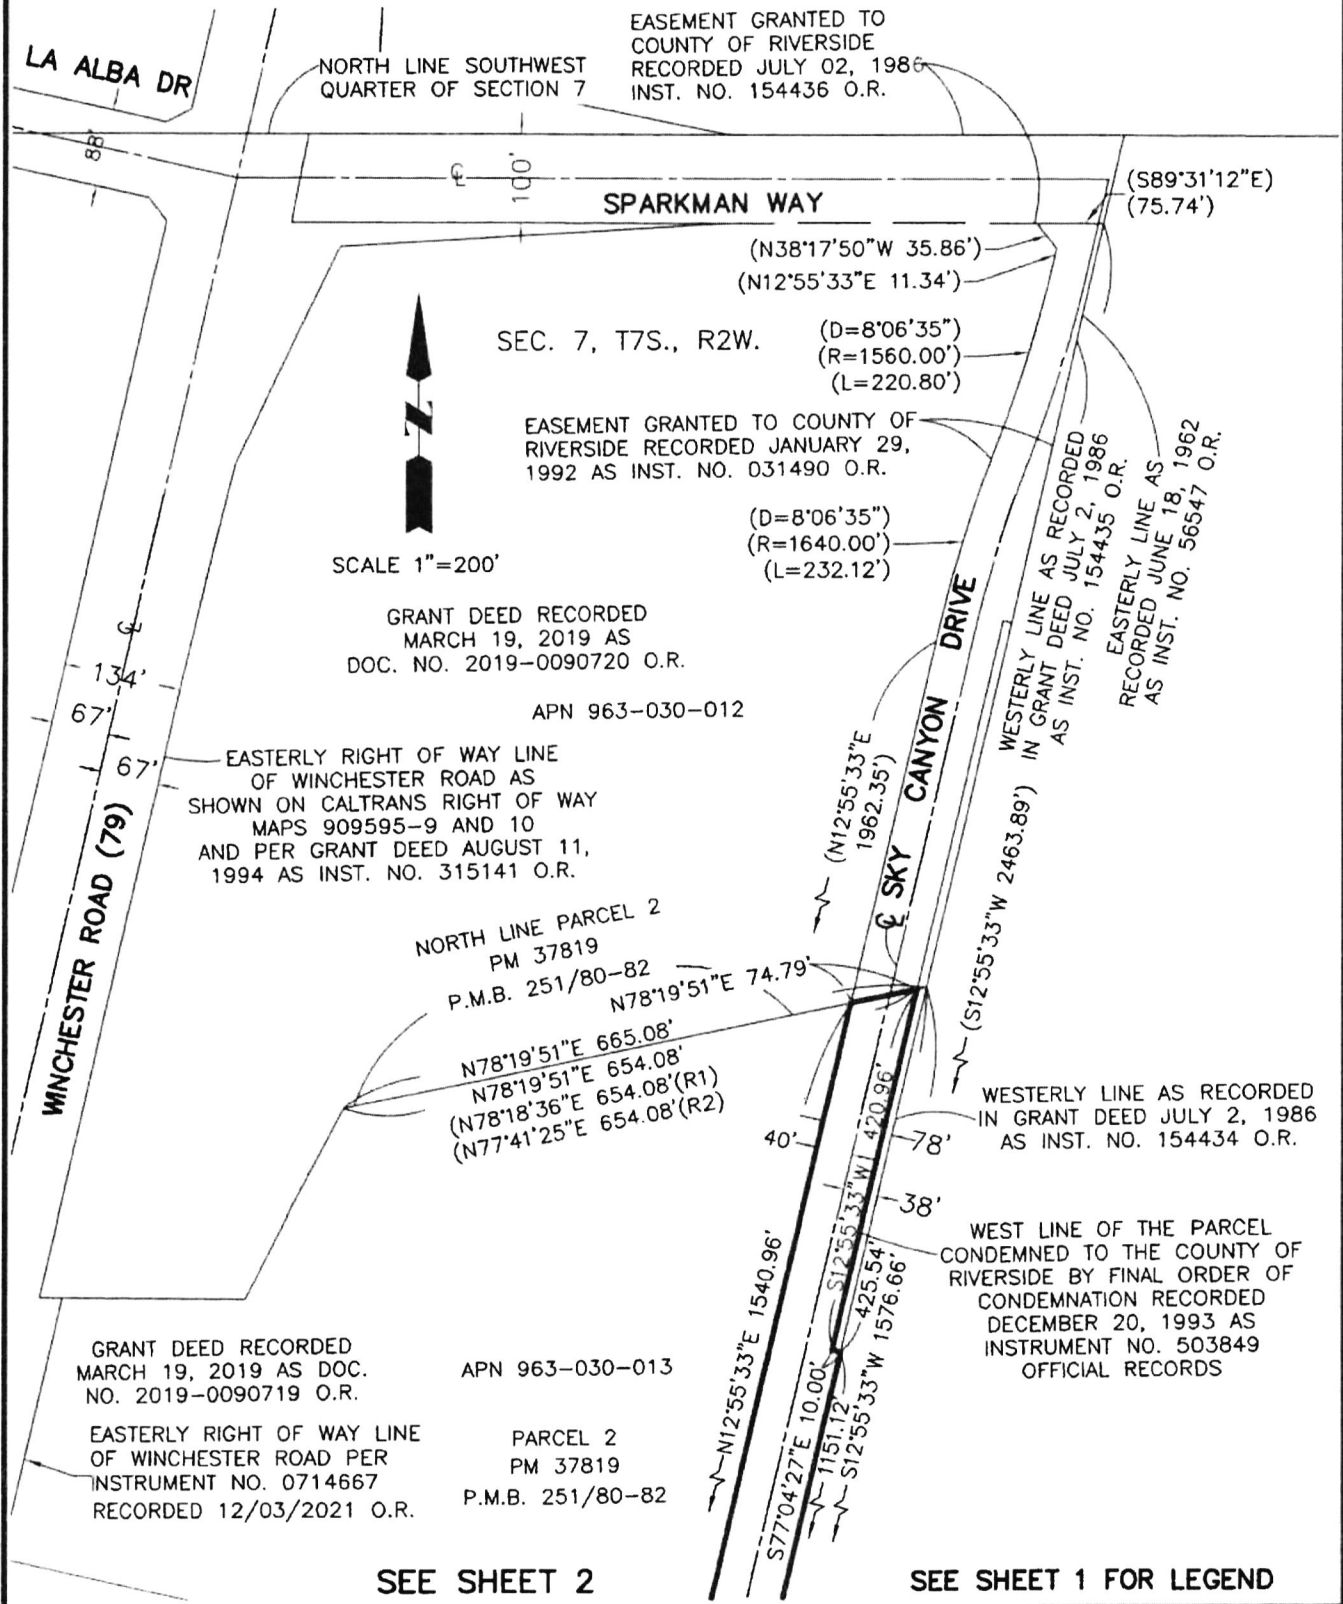 LA ALBA DR
NORTH LINE SOUTHWEST
QUARTER OF SECTION 7
EASEMENT GRANTED TO
COUNTY OF RIVERSIDE
RECORDED JULY 02, 1986
INST. NO. 154436 O.R.
88'
℄
100'
SPARKMAN WAY
(S89°31'12"E)
(75.74')
(N38°17'50"W 35.86')
(N12°55'33"E 11.34')
SEC. 7, T7S., R2W.
(D=8°06'35")
(R=1560.00')
(L=220.80')
N
EASEMENT GRANTED TO COUNTY OF
RIVERSIDE RECORDED JANUARY 29,
1992 AS INST. NO. 031490 O.R.
(D=8°06'35")
(R=1640.00')
(L=232.12')
SCALE 1"=200'
WESTERLY LINE AS RECORDED
IN GRANT DEED JULY 2, 1986
AS INST. NO. 154435 O.R.
EASTERLY LINE AS
RECORDED JUNE 18, 1962
AS INST. NO. 56547 O.R.
GRANT DEED RECORDED
MARCH 19, 2019 AS
DOC. NO. 2019-0090720 O.R.
APN 963-030-012
℄
134'
67'
67'
EASTERLY RIGHT OF WAY LINE
OF WINCHESTER ROAD AS
SHOWN ON CALTRANS RIGHT OF WAY
MAPS 909595-9 AND 10
AND PER GRANT DEED AUGUST 11,
1994 AS INST. NO. 315141 O.R.
WINCHESTER ROAD (79)
(N12°55'33"E
1962.35')
℄ SKY CANYON DRIVE
(S12°55'33"W 2463.89')
NORTH LINE PARCEL 2
PM 37819
P.M.B. 251/80-82
N78°19'51"E 74.79'
N78°19'51"E 665.08'
N78°19'51"E 654.08'
(N78°18'36"E 654.08'(R1)
(N77°41'25"E 654.08'(R2)
WESTERLY LINE AS RECORDED
IN GRANT DEED JULY 2, 1986
AS INST. NO. 154434 O.R.
40'
78'
38'
S12°55'33"W 420.96'
WEST LINE OF THE PARCEL
CONDEMNED TO THE COUNTY OF
RIVERSIDE BY FINAL ORDER OF
CONDEMNATION RECORDED
DECEMBER 20, 1993 AS
INSTRUMENT NO. 503849
OFFICIAL RECORDS
N12°55'33"E 1540.96'
425.54'
S12°55'33"W 1576.66'
S77°04'27"E 10.00'
1151.12'
GRANT DEED RECORDED
MARCH 19, 2019 AS DOC.
NO. 2019-0090719 O.R.
APN 963-030-013
EASTERLY RIGHT OF WAY LINE
OF WINCHESTER ROAD PER
INSTRUMENT NO. 0714667
RECORDED 12/03/2021 O.R.
PARCEL 2
PM 37819
P.M.B. 251/80-82
SEE SHEET 2
SEE SHEET 1 FOR LEGEND